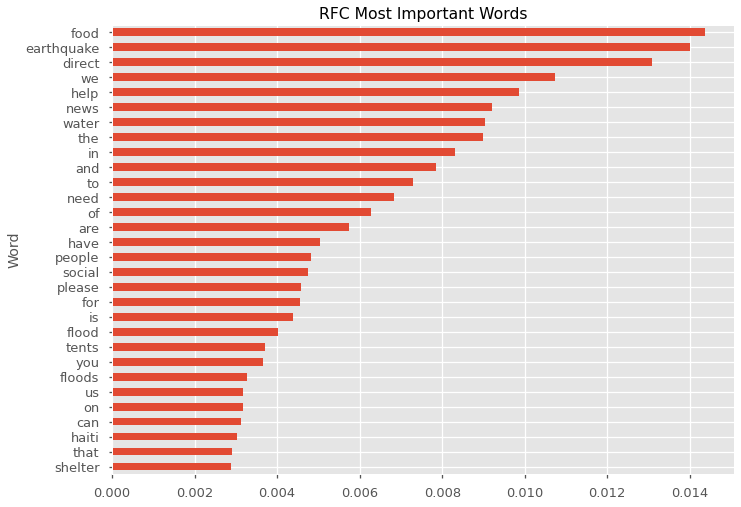 RFC Most Important Words
food
earthquake
direct
we
help
news
water
the
in
and
to
need
of
are
have
people
social
please
for
is
flood
tents
you
floods
us
on
can
haiti
that
shelter
Word
0.000 0.002 0.004 0.006 0.008 0.010 0.012 0.014